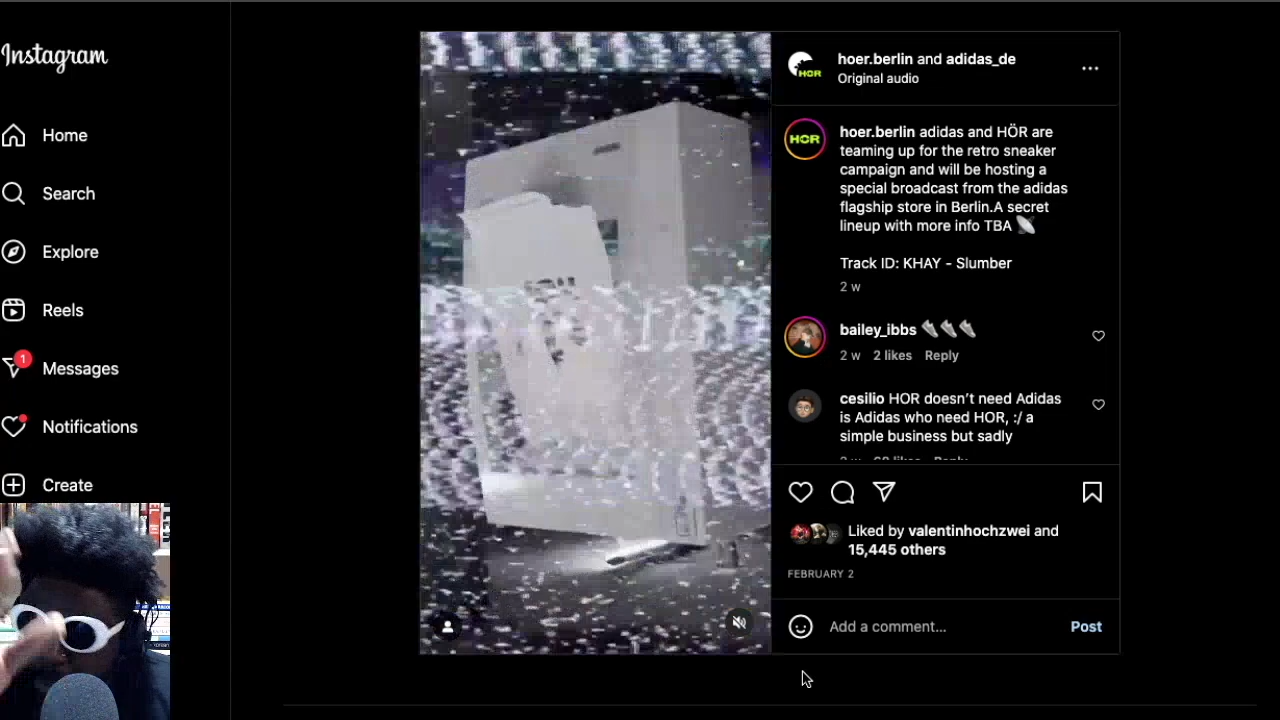 Instagram
Home
Search
Explore
Reels
1
Messages
Notifications
Create
HOR
hoer.berlin and adidas_de
Original audio
HOR
hoer.berlin adidas and HÖR are
teaming up for the retro sneaker
campaign and will be hosting a
special broadcast from the adidas
flagship store in Berlin.A secret
lineup with more info TBA
Track ID: KHAY - Slumber
2 w
bailey_ibbs
2 w 2 likes Reply
cesilio HOR doesn't need Adidas
is Adidas who need HOR, :/ a
simple business but sadly
Liked by valentinhochzwei and
15,445 others
FEBRUARY 2
Add a comment...
Post